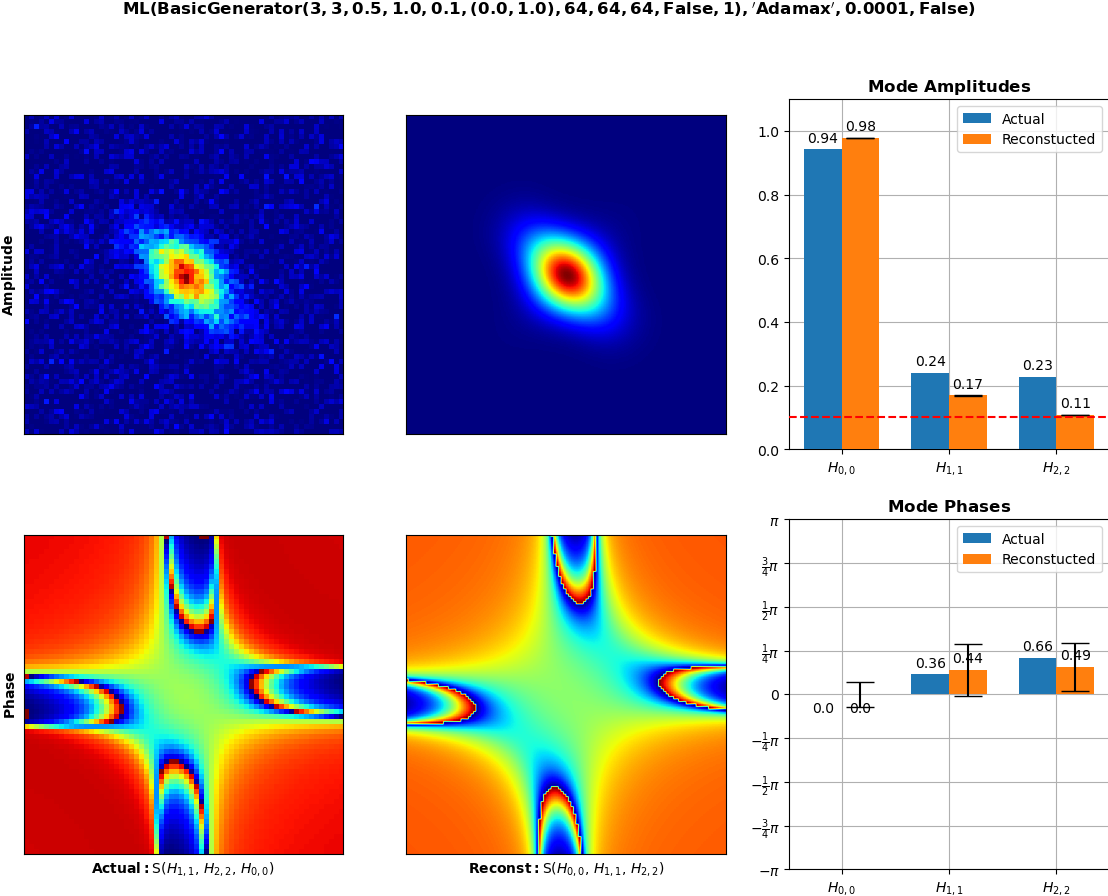 ML(BasicGenerator(3, 3, 0.5, 1.0, 0.1, (0.0, 1.0), 64, 64, 64, False, 1), ′Adamax′, 0.0001, False)
Amplitude
Mode Amplitudes
Actual
Reconstucted
1.0
0.8
0.6
0.4
0.2
0.0
0.94
0.98
0.24
0.17
0.23
0.11
H0,0
H1,1
H2,2
Phase
Actual: S(H1,1, H2,2, H0,0)
Reconst: S(H0,0, H1,1, H2,2)
Mode Phases
Actual
Reconstucted
π
3/4π
1/2π
1/4π
0
−1/4π
−1/2π
−3/4π
−π
0.0
0.0
0.36
0.44
0.66
0.49
H0,0
H1,1
H2,2